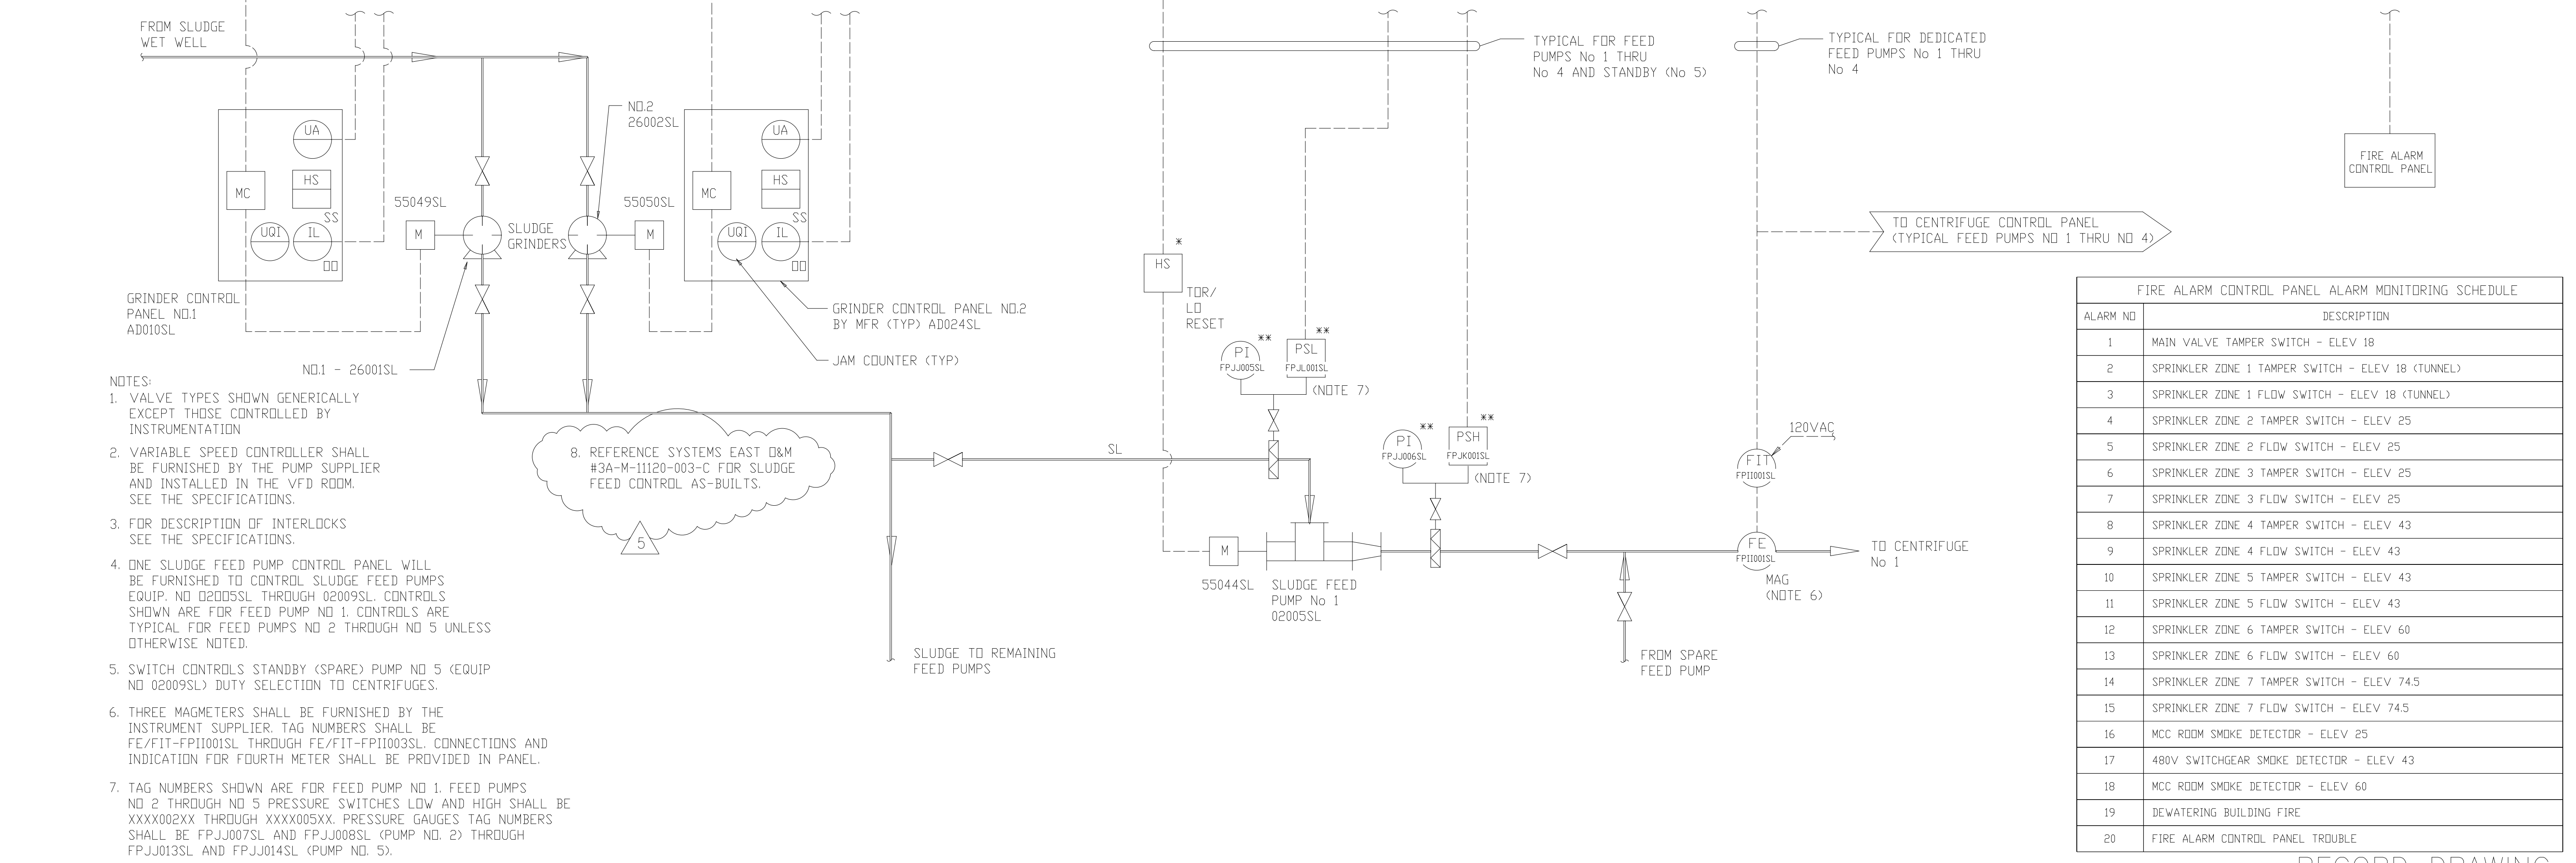 FROM SLUDGE
WET WELL
UA
HS
MC
SS
UQI
IL
OO
GRINDER CONTROL
PANEL NO.1
AD010SL
55049SL
M
NO.1 - 26001SL
SLUDGE
GRINDERS
NO.2
26002SL
55050SL
M
UA
HS
MC
SS
UQI
IL
OO
GRINDER CONTROL PANEL NO.2
BY MFR (TYP) AD024SL
JAM COUNTER (TYP)
NOTES:
1. VALVE TYPES SHOWN GENERICALLY
EXCEPT THOSE CONTROLLED BY
INSTRUMENTATION
2. VARIABLE SPEED CONTROLLER SHALL
BE FURNISHED BY THE PUMP SUPPLIER
AND INSTALLED IN THE VFD ROOM.
SEE THE SPECIFICATIONS.
3. FOR DESCRIPTION OF INTERLOCKS
SEE THE SPECIFICATIONS.
4. ONE SLUDGE FEED PUMP CONTROL PANEL WILL
BE FURNISHED TO CONTROL SLUDGE FEED PUMPS
EQUIP. NO 02005SL THROUGH 02009SL. CONTROLS
SHOWN ARE FOR FEED PUMP NO 1. CONTROLS ARE
TYPICAL FOR FEED PUMPS NO 2 THROUGH NO 5 UNLESS
OTHERWISE NOTED.
5. SWITCH CONTROLS STANDBY (SPARE) PUMP NO 5 (EQUIP
NO 02009SL) DUTY SELECTION TO CENTRIFUGES.
6. THREE MAGMETERS SHALL BE FURNISHED BY THE
INSTRUMENT SUPPLIER. TAG NUMBERS SHALL BE
FE/FIT-FPII001SL THROUGH FE/FIT-FPII003SL. CONNECTIONS AND
INDICATION FOR FOURTH METER SHALL BE PROVIDED IN PANEL.
7. TAG NUMBERS SHOWN ARE FOR FEED PUMP NO 1. FEED PUMPS
NO 2 THROUGH NO 5 PRESSURE SWITCHES LOW AND HIGH SHALL BE
XXXX002XX THROUGH XXXX005XX. PRESSURE GAUGES TAG NUMBERS
SHALL BE FPJJ007SL AND FPJJ008SL (PUMP NO. 2) THROUGH
FPJJ013SL AND FPJJ014SL (PUMP NO. 5).
8. REFERENCE SYSTEMS EAST O&M
#3A-M-11120-003-C FOR SLUDGE
FEED CONTROL AS-BUILTS.
5
SLUDGE TO REMAINING
FEED PUMPS
SL
TYPICAL FOR FEED
PUMPS No 1 THRU
No 4 AND STANDBY (No 5)
TYPICAL FOR DEDICATED
FEED PUMPS No 1 THRU
No 4
*
HS
TOR/
LO
RESET
**
PI
FPJJ005SL
**
PSL
FPJL001SL
(NOTE 7)
**
PI
FPJJ006SL
**
PSH
FPJK001SL
(NOTE 7)
M
55044SL
SLUDGE FEED
PUMP No 1
02005SL
120VAC
FIT
FPII001SL
FE
FPII001SL
MAG
(NOTE 6)
TO CENTRIFUGE
No 1
FROM SPARE
FEED PUMP
TO CENTRIFUGE CONTROL PANEL
(TYPICAL FEED PUMPS NO 1 THRU NO 4)
FIRE ALARM
CONTROL PANEL
FIRE ALARM CONTROL PANEL ALARM MONITORING SCHEDULE
ALARM NO DESCRIPTION
1 MAIN VALVE TAMPER SWITCH - ELEV 18
2 SPRINKLER ZONE 1 TAMPER SWITCH - ELEV 18 (TUNNEL)
3 SPRINKLER ZONE 1 FLOW SWITCH - ELEV 18 (TUNNEL)
4 SPRINKLER ZONE 2 TAMPER SWITCH - ELEV 25
5 SPRINKLER ZONE 2 FLOW SWITCH - ELEV 25
6 SPRINKLER ZONE 3 TAMPER SWITCH - ELEV 25
7 SPRINKLER ZONE 3 FLOW SWITCH - ELEV 25
8 SPRINKLER ZONE 4 TAMPER SWITCH - ELEV 43
9 SPRINKLER ZONE 4 FLOW SWITCH - ELEV 43
10 SPRINKLER ZONE 5 TAMPER SWITCH - ELEV 43
11 SPRINKLER ZONE 5 FLOW SWITCH - ELEV 43
12 SPRINKLER ZONE 6 TAMPER SWITCH - ELEV 60
13 SPRINKLER ZONE 6 FLOW SWITCH - ELEV 60
14 SPRINKLER ZONE 7 TAMPER SWITCH - ELEV 74.5
15 SPRINKLER ZONE 7 FLOW SWITCH - ELEV 74.5
16 MCC ROOM SMOKE DETECTOR - ELEV 25
17 480V SWITCHGEAR SMOKE DETECTOR - ELEV 43
18 MCC ROOM SMOKE DETECTOR - ELEV 60
19 DEWATERING BUILDING FIRE
20 FIRE ALARM CONTROL PANEL TROUBLE
RECORD DRAWING